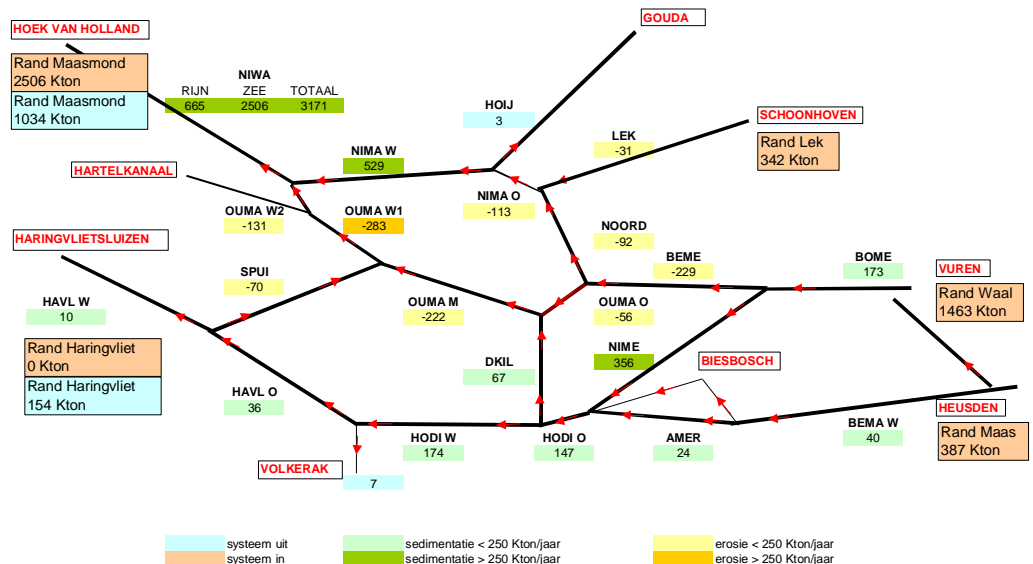 HOEK VAN HOLLAND
GOUDA
Rand Maasmond
2506 Kton
Rand Maasmond
1034 Kton
NIWA
RIJN ZEE TOTAAL
665 2506 3171
HOIJ
3
SCHOONHOVEN
Rand Lek
342 Kton
LEK
-31
NIMA W
529
HARTELKANAAL
NIMA O
-113
OUMA W2
-131
OUMA W1
-283
NOORD
-92
HARINGVLIETSLUIZEN
BEME
-229
BOME
173
VUREN
Rand Waal
1463 Kton
SPUI
-70
HAVL W
10
OUMA M
-222
OUMA O
-56
Rand Haringvliet
0 Kton
Rand Haringvliet
154 Kton
NIME
356
BIESBOSCH
DKIL
67
HAVL O
36
HEUSDEN
Rand Maas
387 Kton
BEMA W
40
HODI W
174
HODI O
147
AMER
24
VOLKERAK
7
systeem uit
sedimentatie < 250 Kton/jaar
erosie < 250 Kton/jaar
systeem in
sedimentatie > 250 Kton/jaar
erosie > 250 Kton/jaar